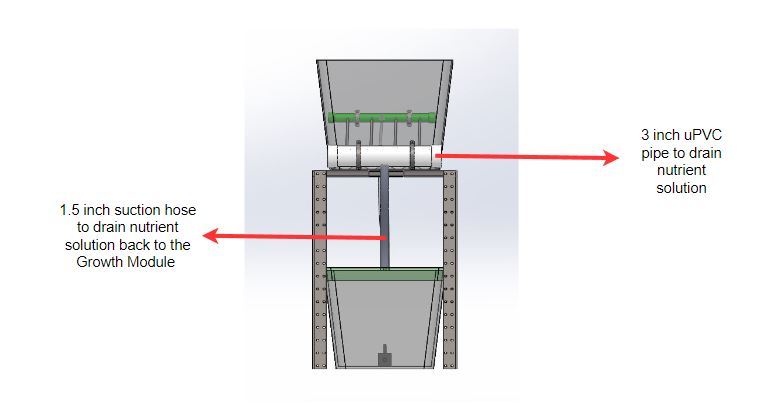 3 inch uPVC
pipe to drain
nutrient
solution
1.5 inch suction hose
to drain nutrient
solution back to the
Growth Module